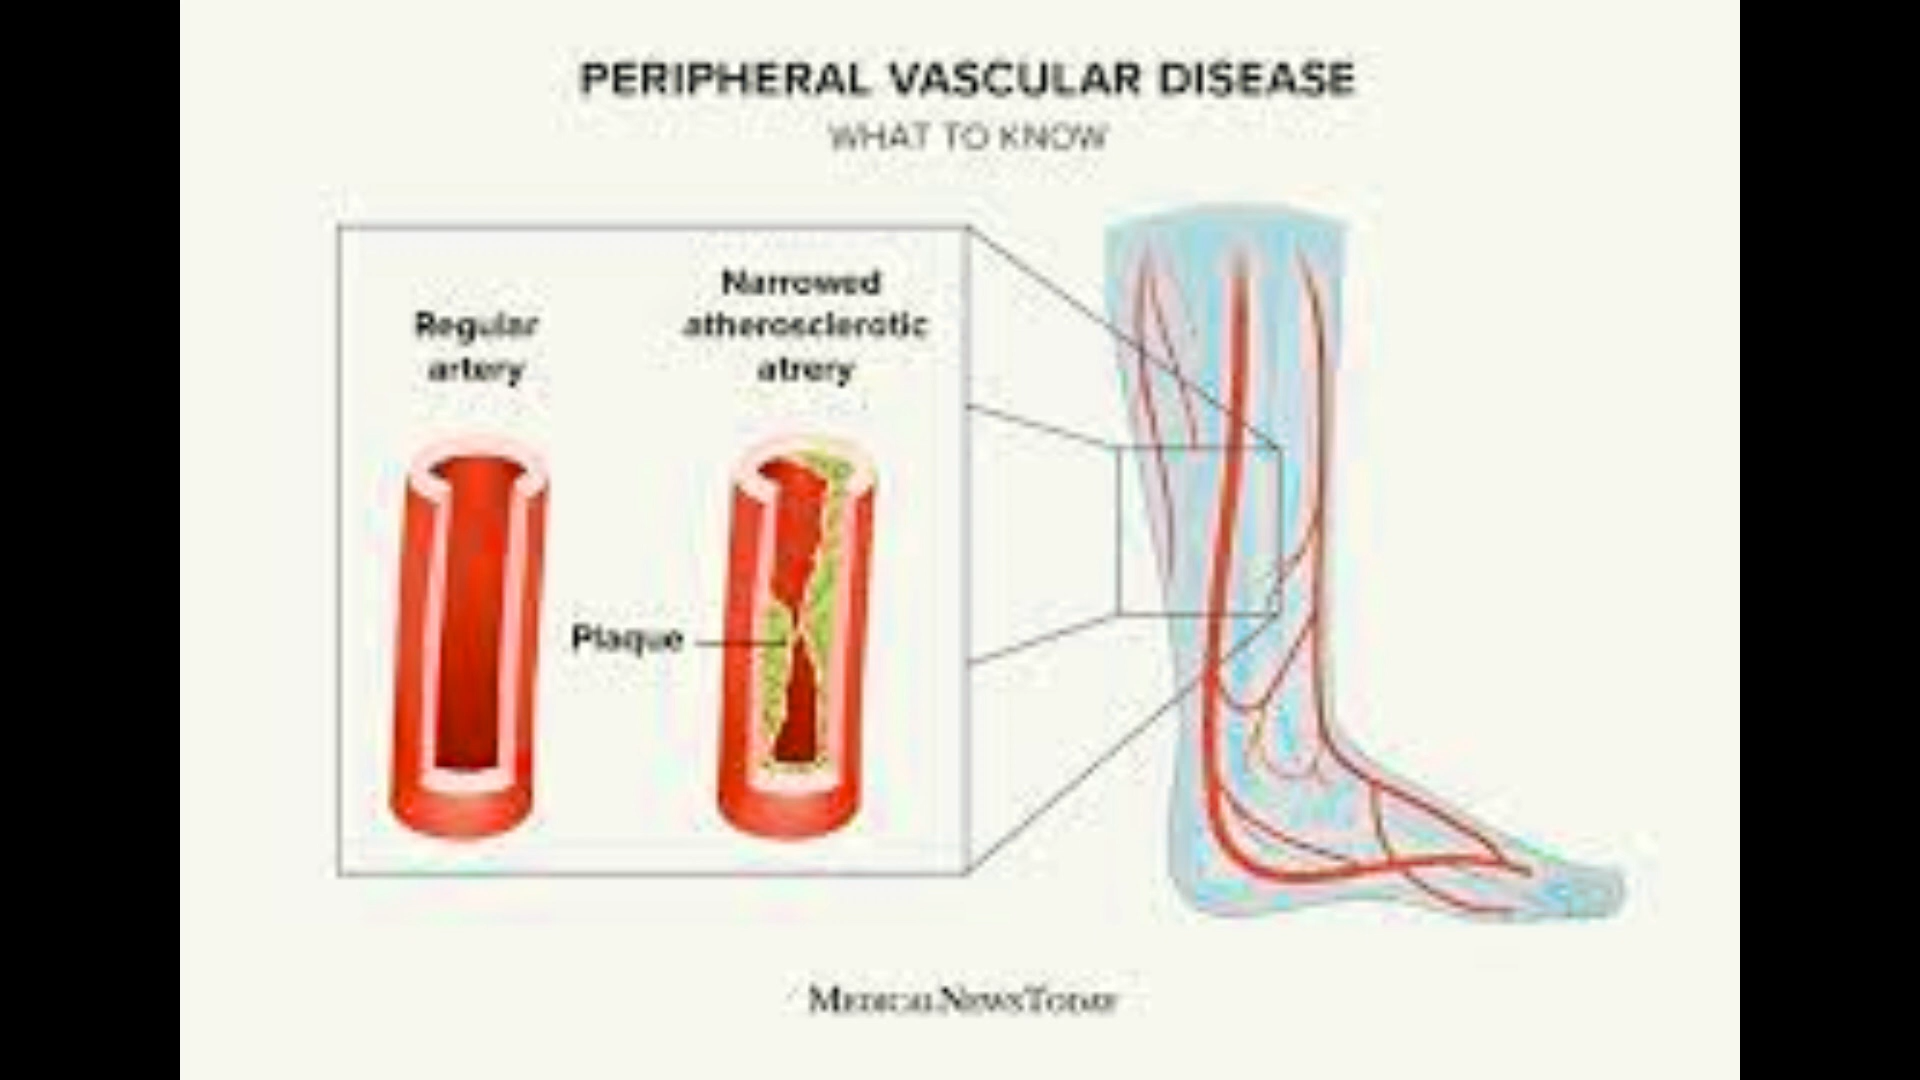 PERIPHERAL VASCULAR DISEASE
WHAT TO KNOW
Regular
artery
Narrowed
atherosclerotic
atrery
Plaque
MEDICALNEWSTODAY